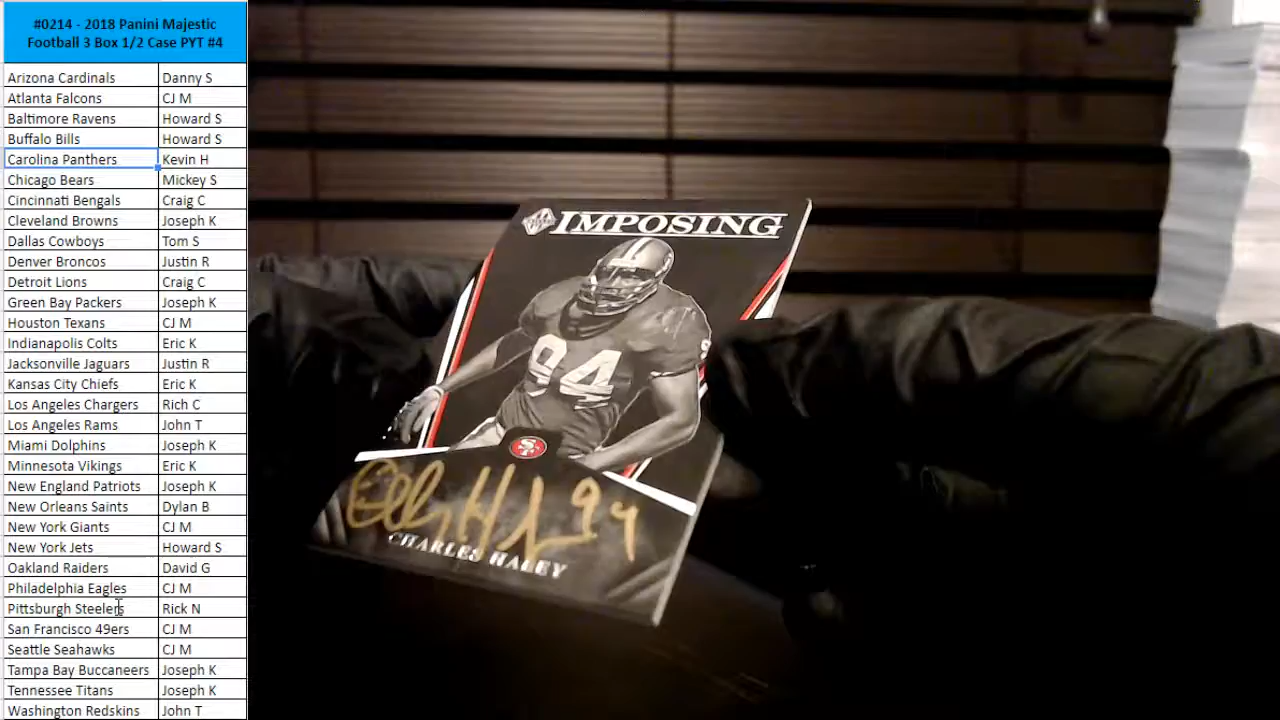 #0214 - 2018 Panini Majestic
Football 3 Box 1/2 Case PYT #4
Arizona Cardinals Danny S
Atlanta Falcons CJ M
Baltimore Ravens Howard S
Buffalo Bills Howard S
Carolina Panthers Kevin H
Chicago Bears Mickey S
Cincinnati Bengals Craig C
Cleveland Browns Joseph K
Dallas Cowboys Tom S
Denver Broncos Justin R
Detroit Lions Craig C
Green Bay Packers Joseph K
Houston Texans CJ M
Indianapolis Colts Eric K
Jacksonville Jaguars Justin R
Kansas City Chiefs Eric K
Los Angeles Chargers Rich C
Los Angeles Rams John T
Miami Dolphins Joseph K
Minnesota Vikings Eric K
New England Patriots Joseph K
New Orleans Saints Dylan B
New York Giants CJ M
New York Jets Howard S
Oakland Raiders David G
Philadelphia Eagles CJ M
Pittsburgh Steelers Rick N
San Francisco 49ers CJ M
Seattle Seahawks CJ M
Tampa Bay Buccaneers Joseph K
Tennessee Titans Joseph K
Washington Redskins John T
IMPOSING
94
SF
94
CHARLES HALEY